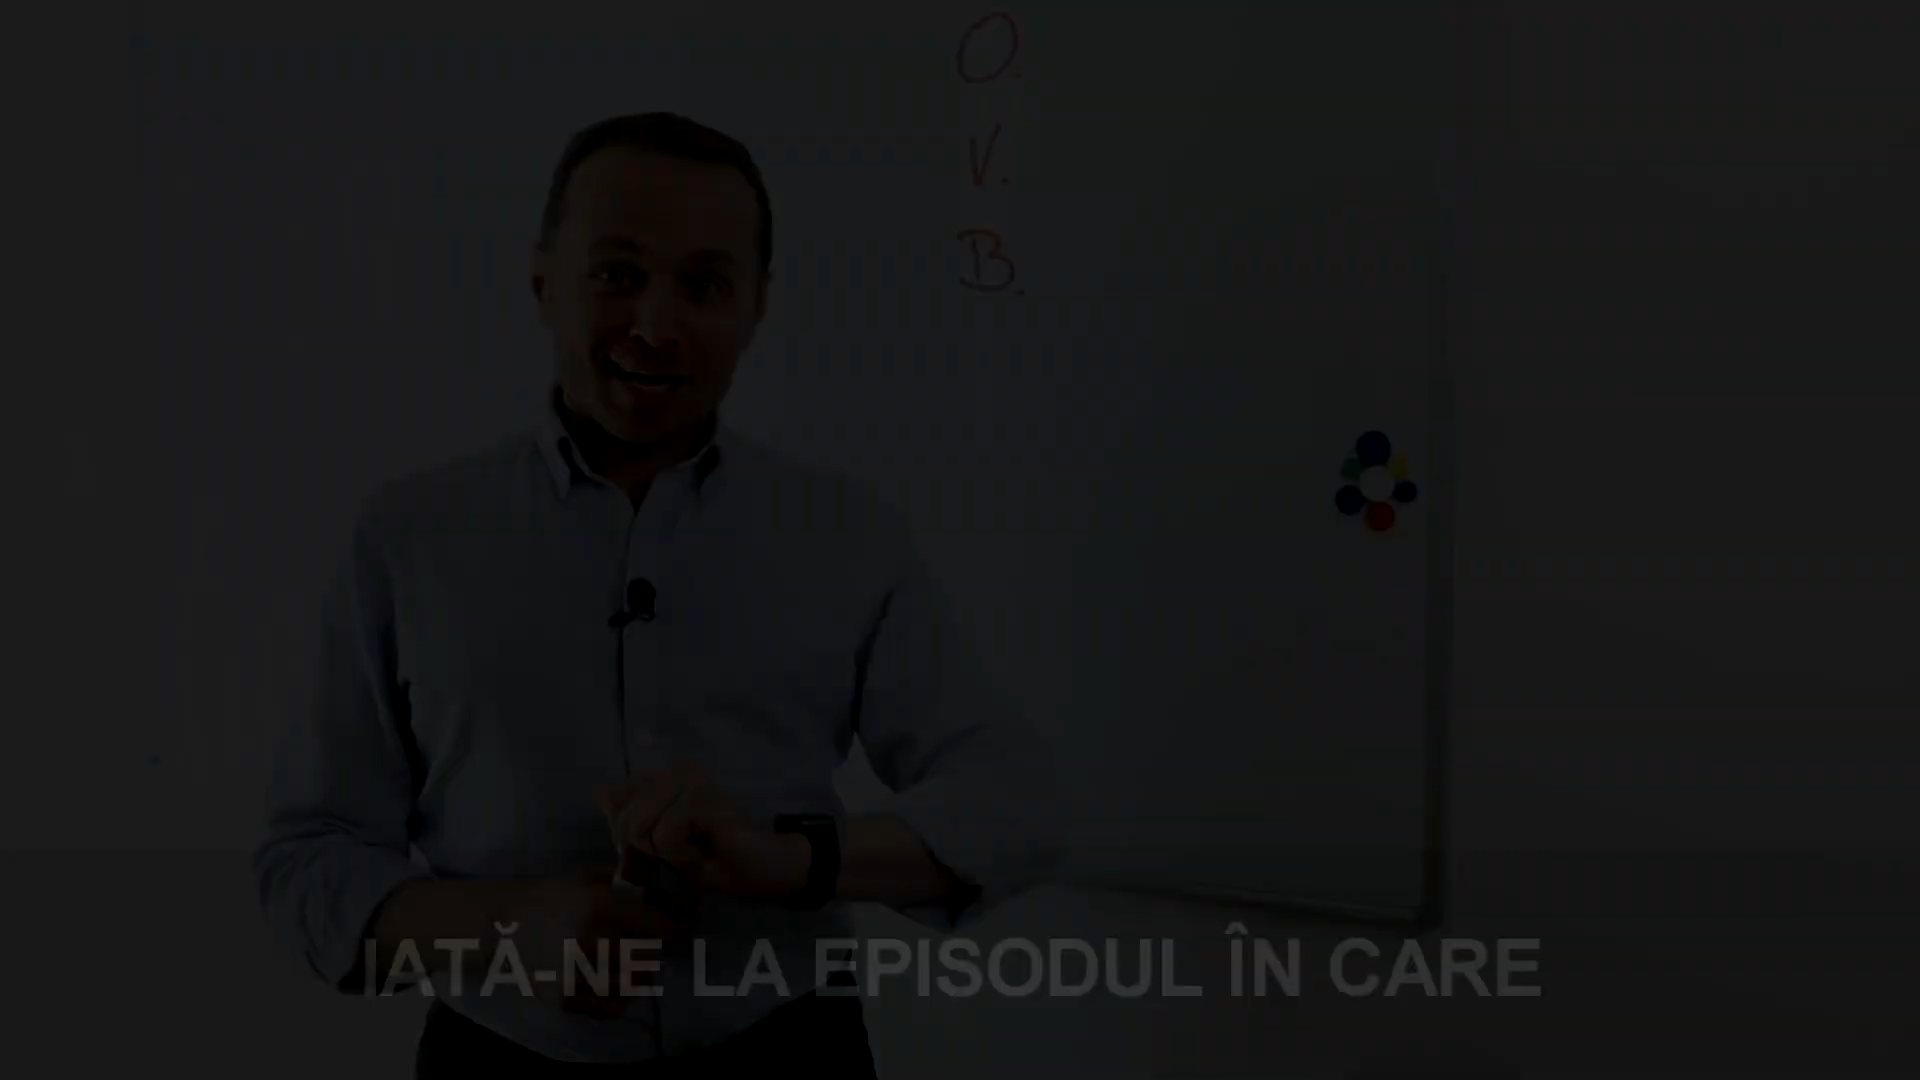 O.
V.
B.
IATĂ-NE LA EPISODUL ÎN CARE